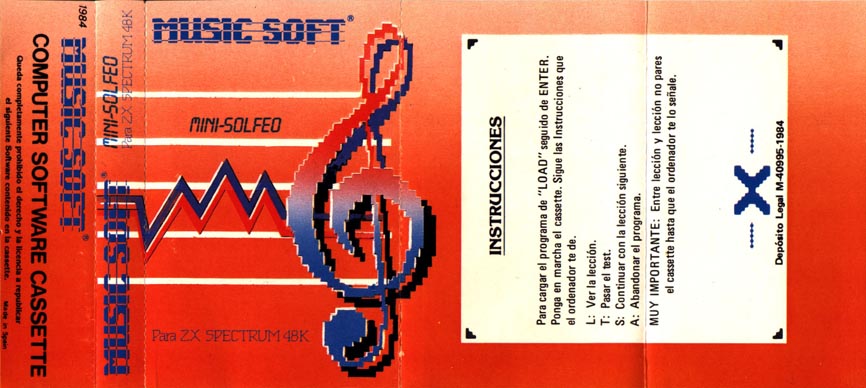 1984
MUSIC SOFT®
COMPUTER SOFTWARE CASSETTE
Queda completamente prohibido el derecho y la licencia a republicar
el siguiente Software contenido en la cassette.
Made in Spain
MUSIC SOFT®
MINI-SOLFEO
Para ZX SPECTRUM 48K
MUSIC SOFT®
MINI-SOLFEO
Para ZX SPECTRUM 48K
INSTRUCCIONES
Para cargar el programa de "LOAD" seguido de ENTER.
Ponga en marcha el cassette. Sigue las Instrucciones que
el ordenador te de.
L: Ver la lección.
T: Pasar el test.
S: Continuar con la lección siguiente.
A: Abandonar el programa.
MUY IMPORTANTE: Entre lección y lección no pares
el cassette hasta que el ordenador te lo señale.
X
Depósito Legal M-40995-1984